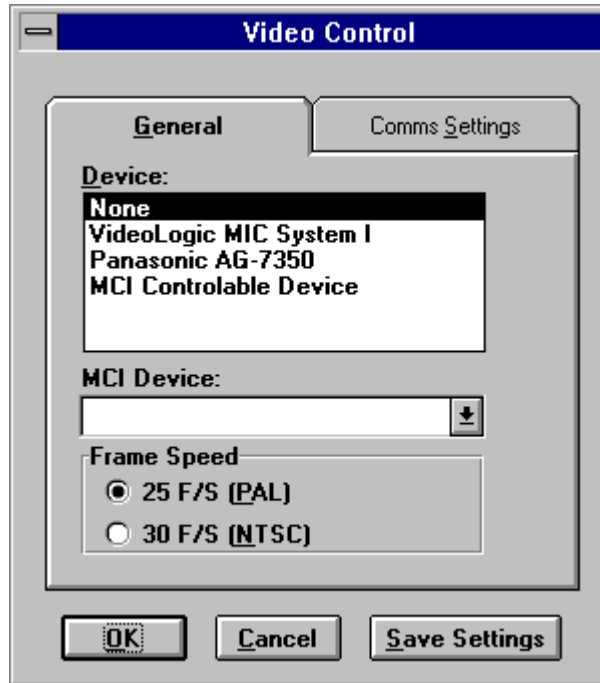 Video Control
General
Comms Settings
Device:
None
VideoLogic MIC System I
Panasonic AG-7350
MCI Controlable Device
MCI Device:
Frame Speed
25 F/S (PAL)
30 F/S (NTSC)
OK
Cancel
Save Settings